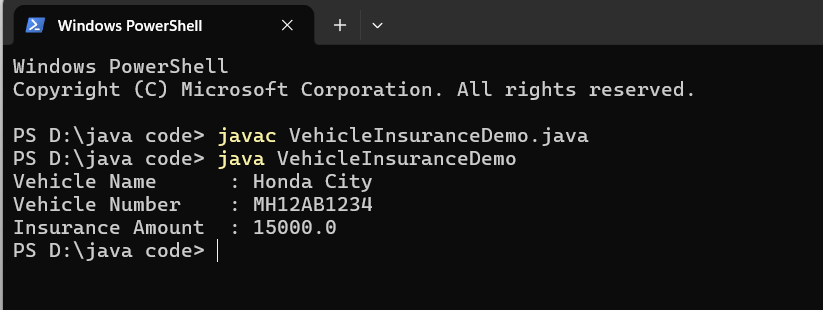 Windows PowerShell
Windows PowerShell
Copyright (C) Microsoft Corporation. All rights reserved.
PS D:\java code> javac VehicleInsuranceDemo.java
PS D:\java code> java VehicleInsuranceDemo
Vehicle Name      : Honda City
Vehicle Number    : MH12AB1234
Insurance Amount  : 15000.0
PS D:\java code>